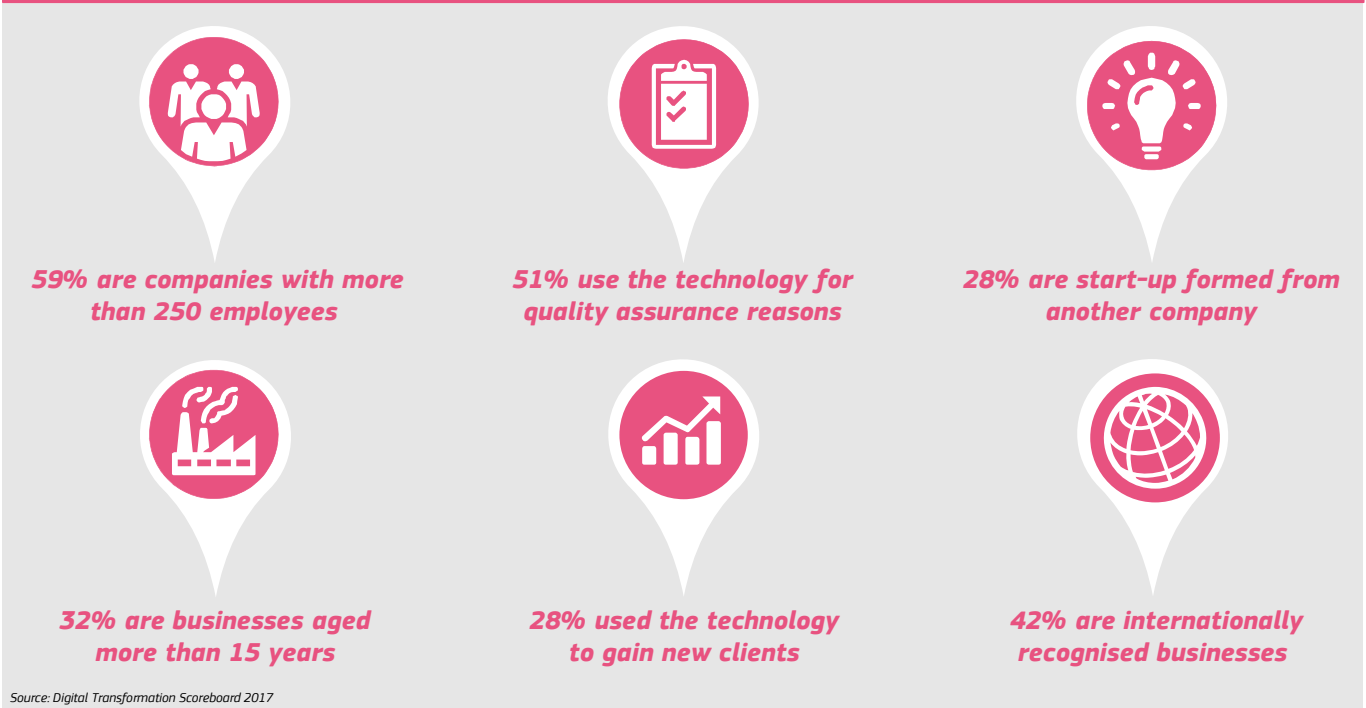 59% are companies with more
than 250 employees
51% use the technology for
quality assurance reasons
28% are start-up formed from
another company
32% are businesses aged
more than 15 years
28% used the technology
to gain new clients
42% are internationally
recognised businesses
Source: Digital Transformation Scoreboard 2017